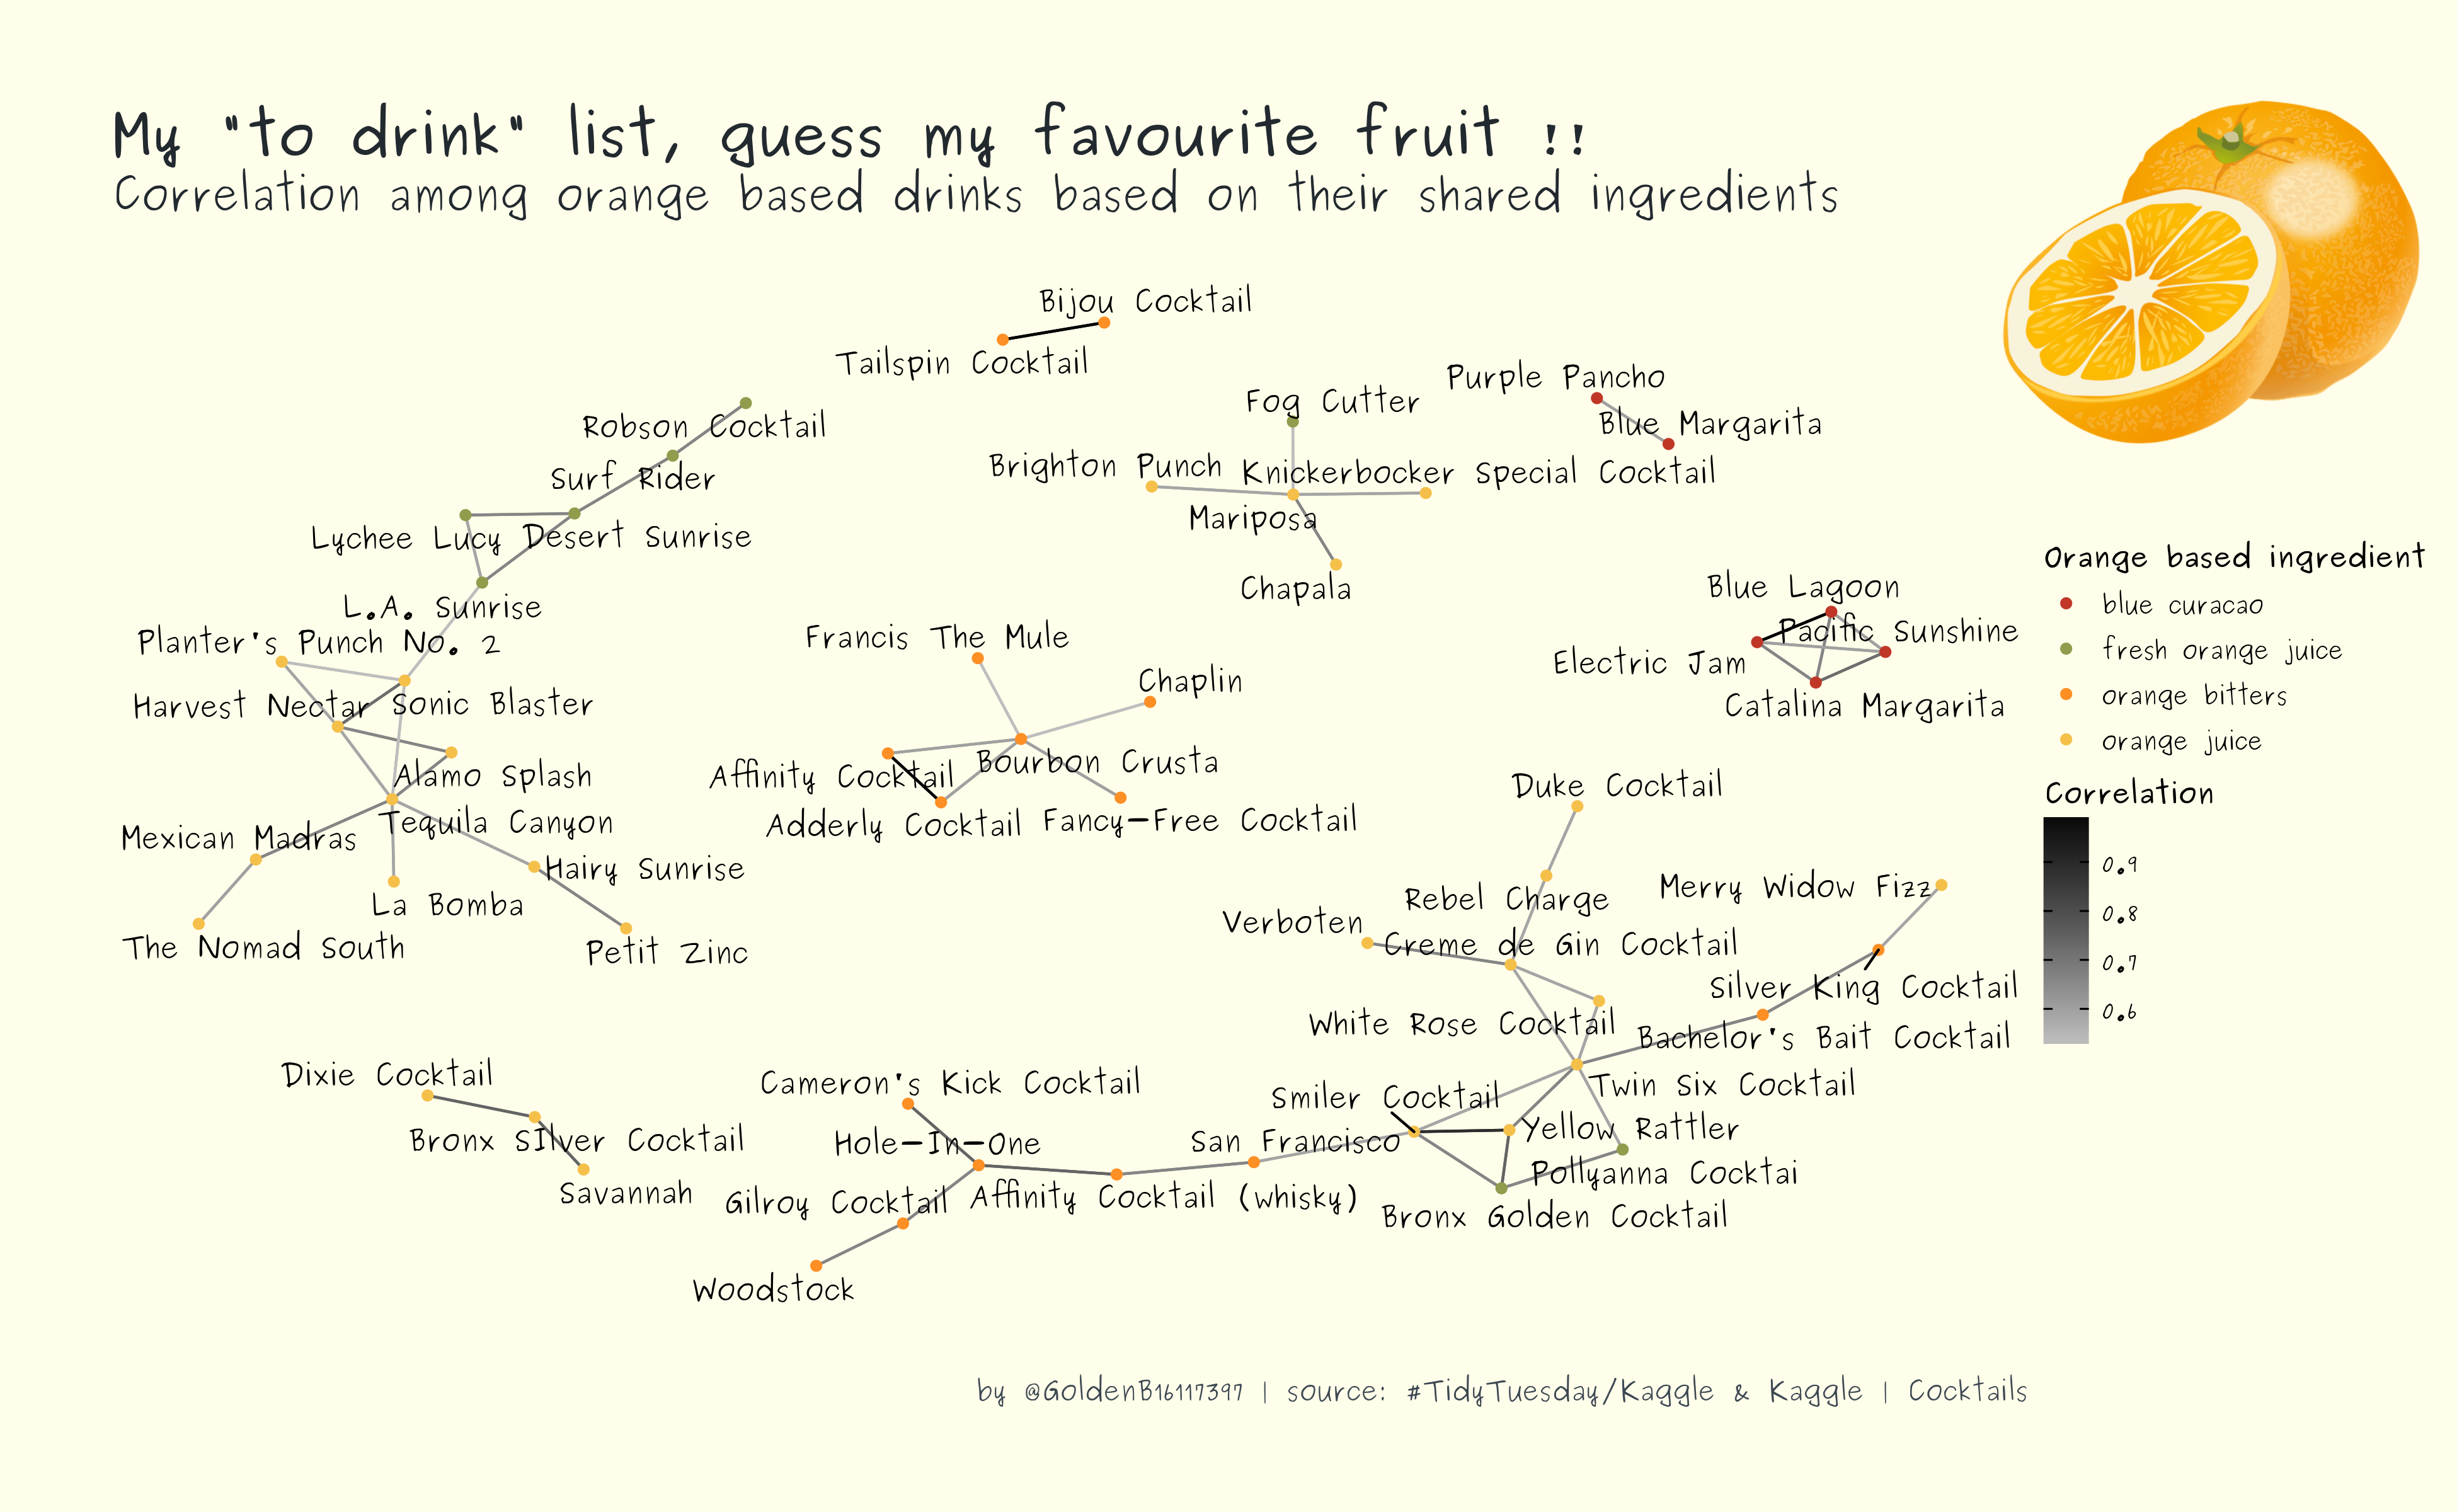 My "to drink" list, guess my favourite fruit !!
Correlation among orange based drinks based on their shared ingredients
Bijou Cocktail
Tailspin Cocktail
Purple Pancho
Fog Cutter
Blue Margarita
Robson Cocktail
Brighton Punch
Knickerbocker Special Cocktail
Surf Rider
Mariposa
Lychee Lucy
Desert Sunrise
Chapala
Blue Lagoon
L.A. Sunrise
Pacific Sunshine
Planter's Punch No. 2
Francis The Mule
Electric Jam
Chaplin
Harvest Nectar
Sonic Blaster
Catalina Margarita
Bourbon Crusta
Affinity Cocktail
Alamo Splash
Duke Cocktail
Adderly Cocktail
Fancy-Free Cocktail
Tequila Canyon
Mexican Madras
Hairy Sunrise
Merry Widow Fizz
Rebel Charge
La Bomba
Verboten
Creme de Gin Cocktail
The Nomad South
Petit Zinc
Silver King Cocktail
White Rose Cocktail
Bachelor's Bait Cocktail
Dixie Cocktail
Cameron's Kick Cocktail
Twin Six Cocktail
Smiler Cocktail
Yellow Rattler
Bronx SIlver Cocktail
Hole-In-One
San Francisco
Pollyanna Cocktai
Savannah
Gilroy Cocktail
Affinity Cocktail (whisky)
Bronx Golden Cocktail
Woodstock
Orange based ingredient
blue curacao
fresh orange juice
orange bitters
orange juice
Correlation
0.9
0.8
0.7
0.6
by @GoldenB16117397 | source: #TidyTuesday/Kaggle & Kaggle | Cocktails